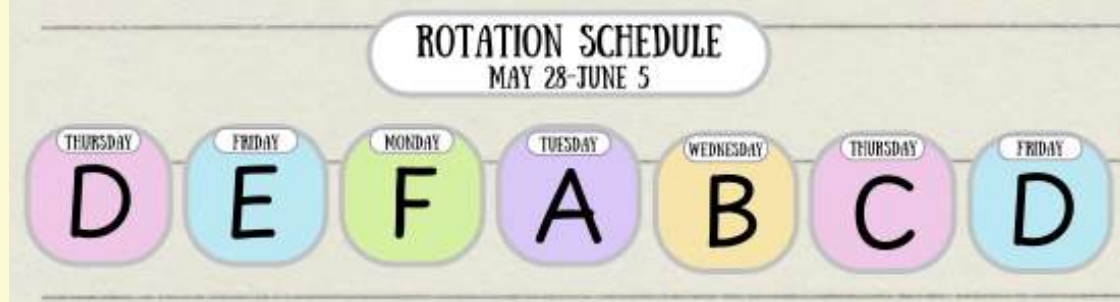 ROTATION SCHEDULE
MAY 28-JUNE 5
THURSDAY FRIDAY MONDAY TUESDAY WEDNESDAY THURSDAY FRIDAY
D E F A B C D